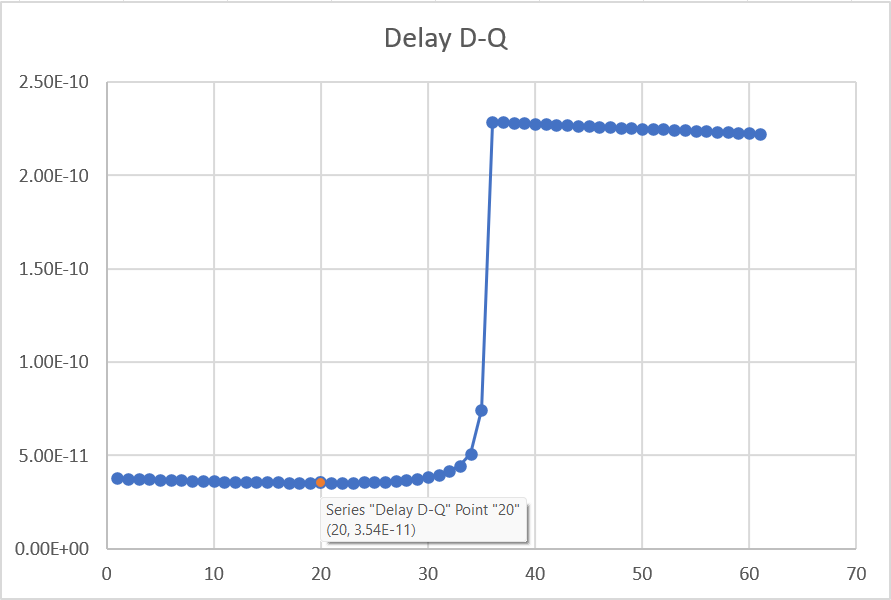 Delay D-Q
2.50E-10
2.00E-10
1.50E-10
1.00E-10
5.00E-11
0.00E+00
Series "Delay D-Q" Point "20"
(20, 3.54E-11)
0 10 20 30 40 50 60 70